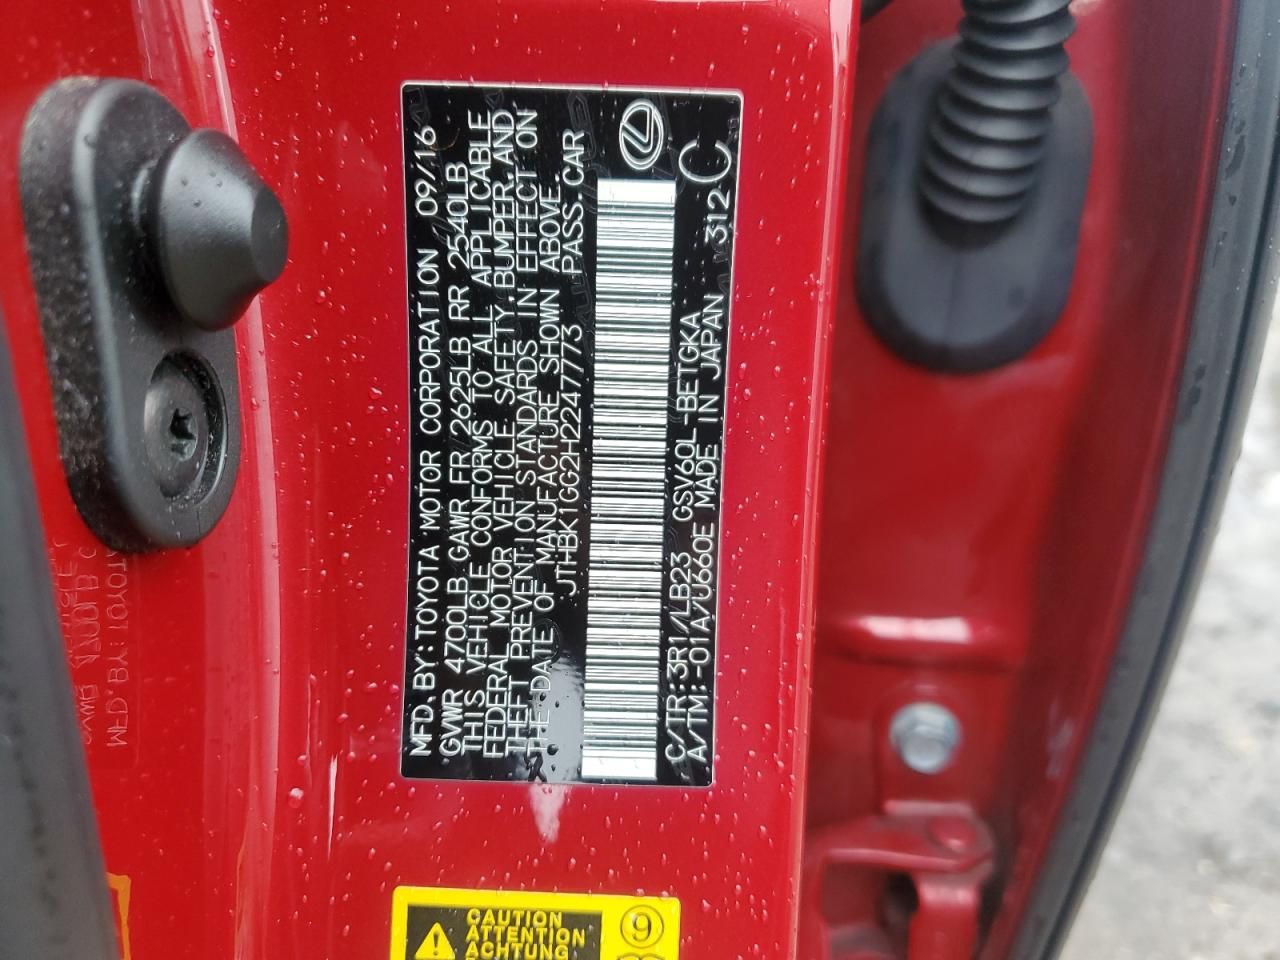 MFD. BY: TOYOTA MOTOR CORPORATION 09/16
GVWR 4700LB GAWR FR 2625LB RR 2540LB
THIS VEHICLE CONFORMS TO ALL APPLICABLE
FEDERAL MOTOR VEHICLE SAFETY, BUMPER, AND
THEFT PREVENTION STANDARDS IN EFFECT ON
THE DATE OF MANUFACTURE SHOWN ABOVE.
JTHBK1GG2H2247773 PASS. CAR
C/TR: 3R1/LB23 GSV60L-BETGKA
A/TM: -01A/U660E MADE IN JAPAN 312 C
CAUTION
ATTENTION
ACHTUNG
9